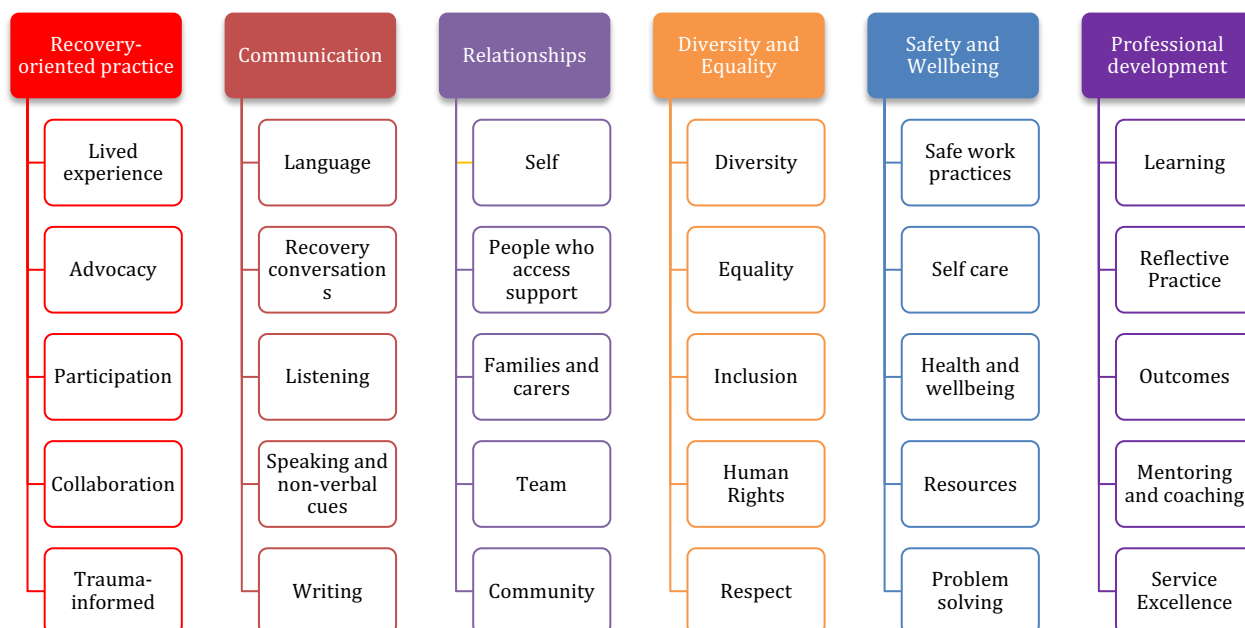 Recovery-
oriented practice
Lived
experience
Advocacy
Participation
Collaboration
Trauma-
informed
Communication
Language
Recovery
conversation
s
Listening
Speaking and
non-verbal
cues
Writing
Relationships
Self
People who
access
support
Families and
carers
Team
Community
Diversity and
Equality
Diversity
Equality
Inclusion
Human
Rights
Respect
Safety and
Wellbeing
Safe work
practices
Self care
Health and
wellbeing
Resources
Problem
solving
Professional
development
Learning
Reflective
Practice
Outcomes
Mentoring
and coaching
Service
Excellence